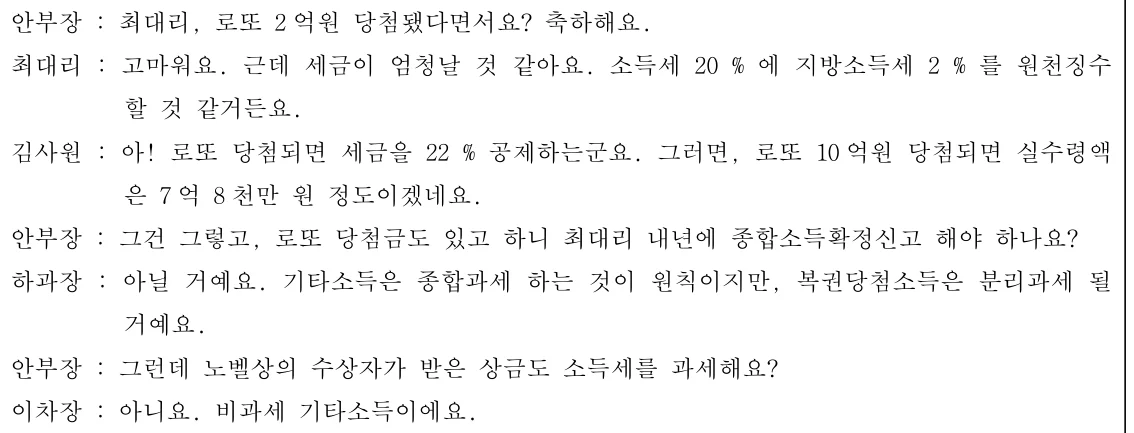 안부장 : 최대리, 로또 2억원 당첨됐다면서요? 축하해요.
최대리 : 고마워요. 근데 세금이 엄청날 것 같아요. 소득세 20 % 에 지방소득세 2 % 를 원천징수
할 것 같거든요.
김사원 : 아! 로또 당첨되면 세금을 22 % 공제하는군요. 그러면, 로또 10억원 당첨되면 실수령액
은 7억 8천만 원 정도이겠네요.
안부장 : 그건 그렇고, 로또 당첨금도 있고 하니 최대리 내년에 종합소득확정신고 해야 하나요?
하과장 : 아닐 거예요. 기타소득은 종합과세 하는 것이 원칙이지만, 복권당첨소득은 분리과세 될
거예요.
안부장 : 그런데 노벨상의 수상자가 받은 상금도 소득세를 과세해요?
이차장 : 아니요. 비과세 기타소득이에요.